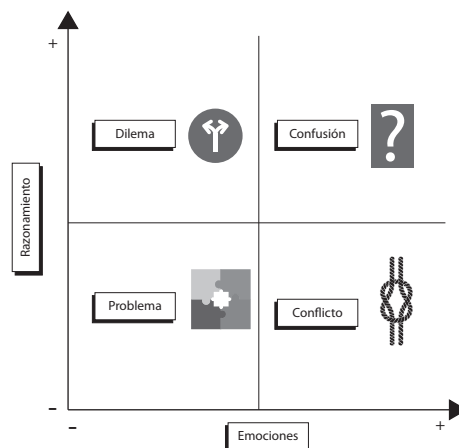 +
Dilema
Confusión
?
Razonamiento
Problema
Conflicto
–
–
Emociones
+